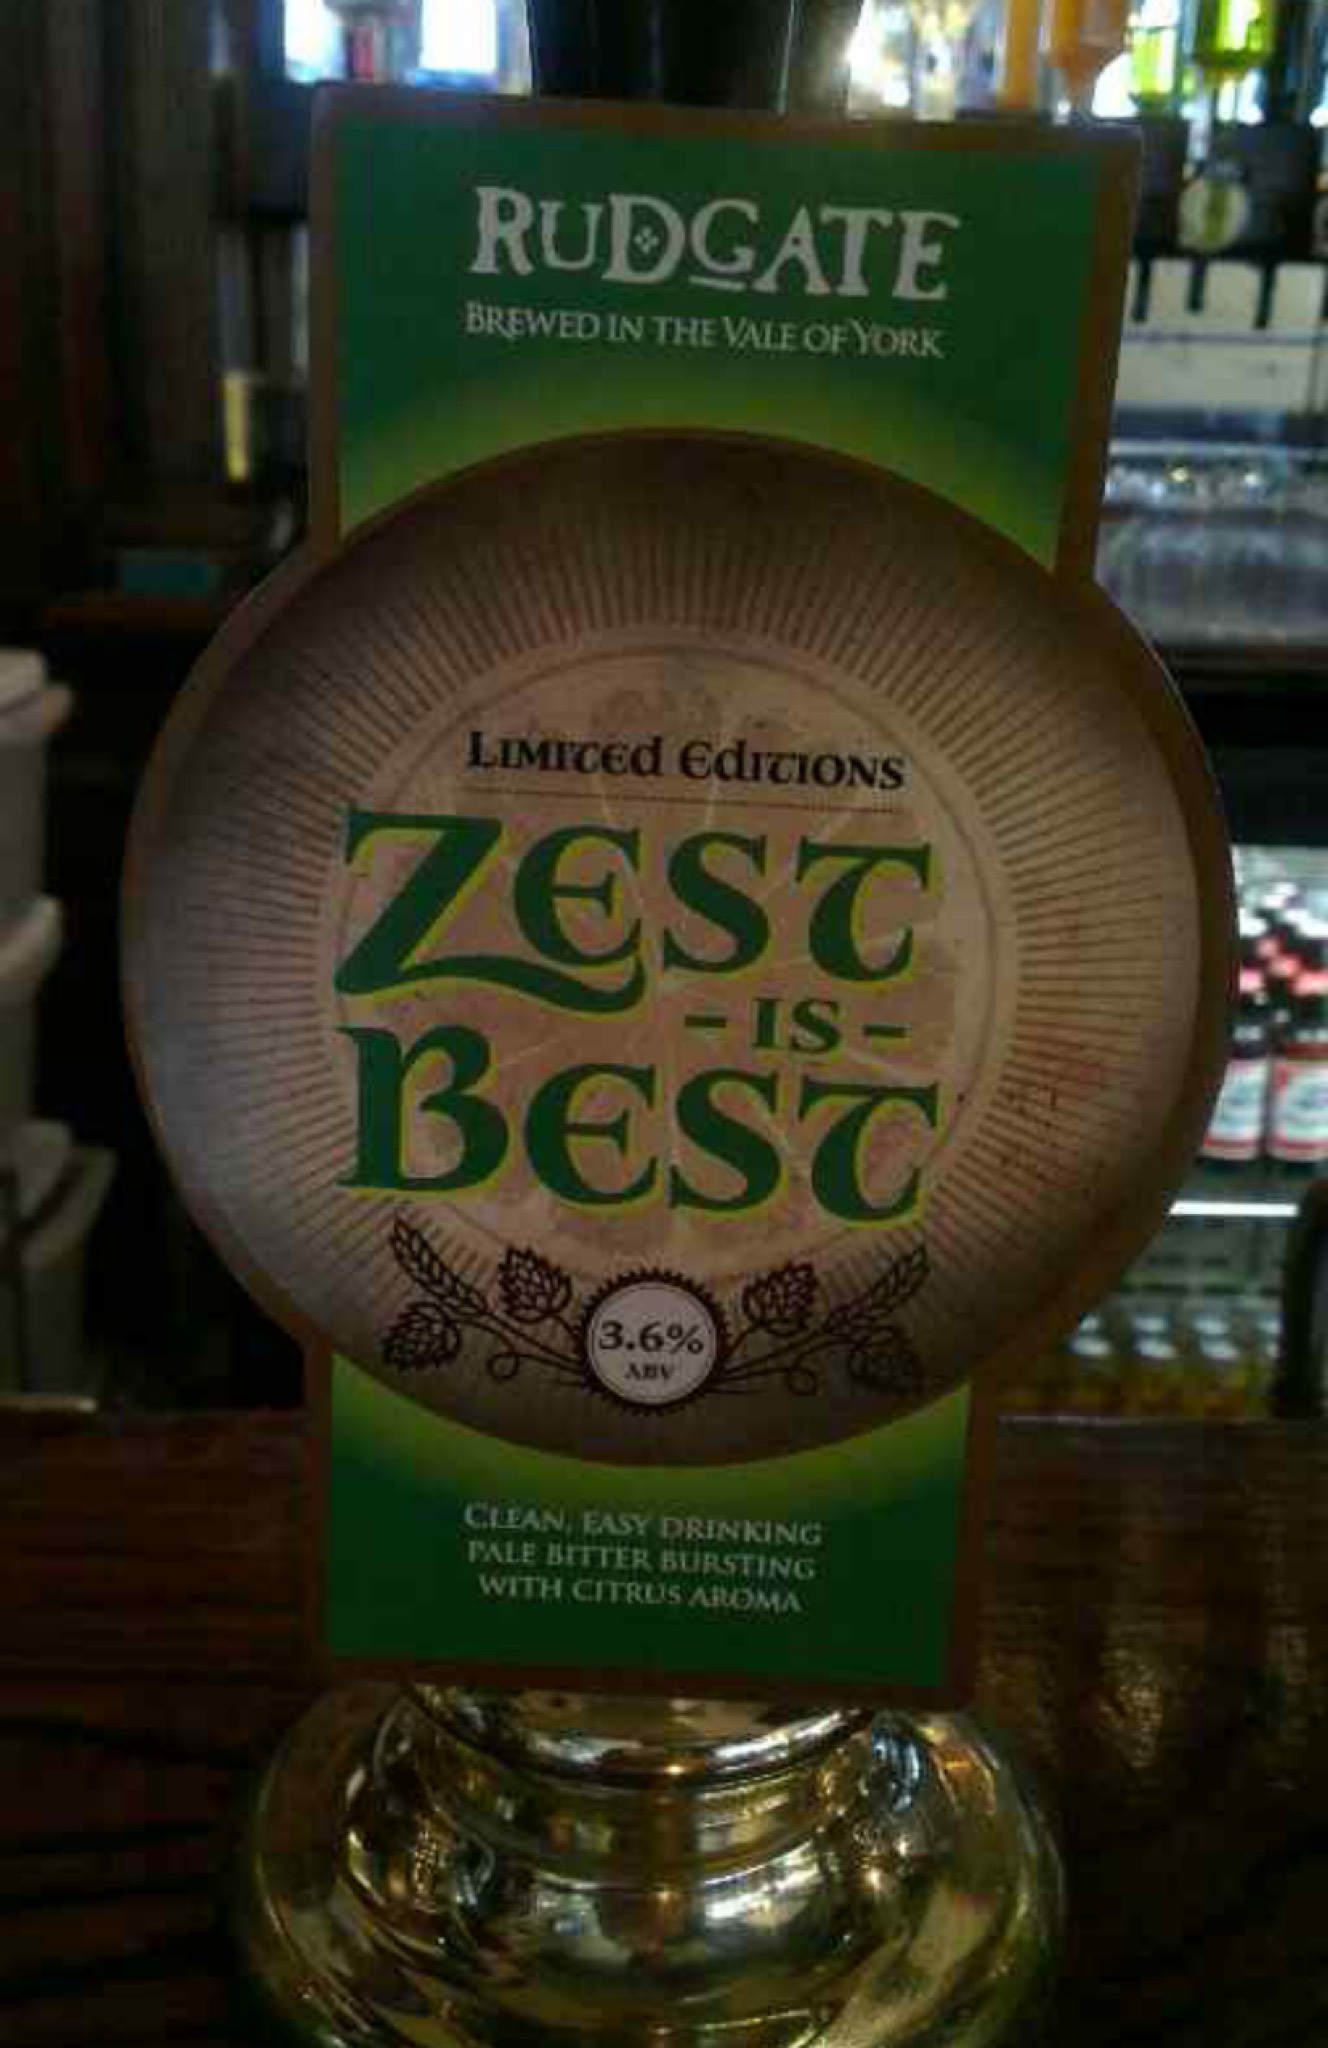 RUDGATE
BREWED IN THE VALE OF YORK
LIMITED EDITIONS
ZEST
- IS -
BEST
3.6%
ABV
CLEAN, EASY DRINKING
PALE BITTER BURSTING
WITH CITRUS AROMA